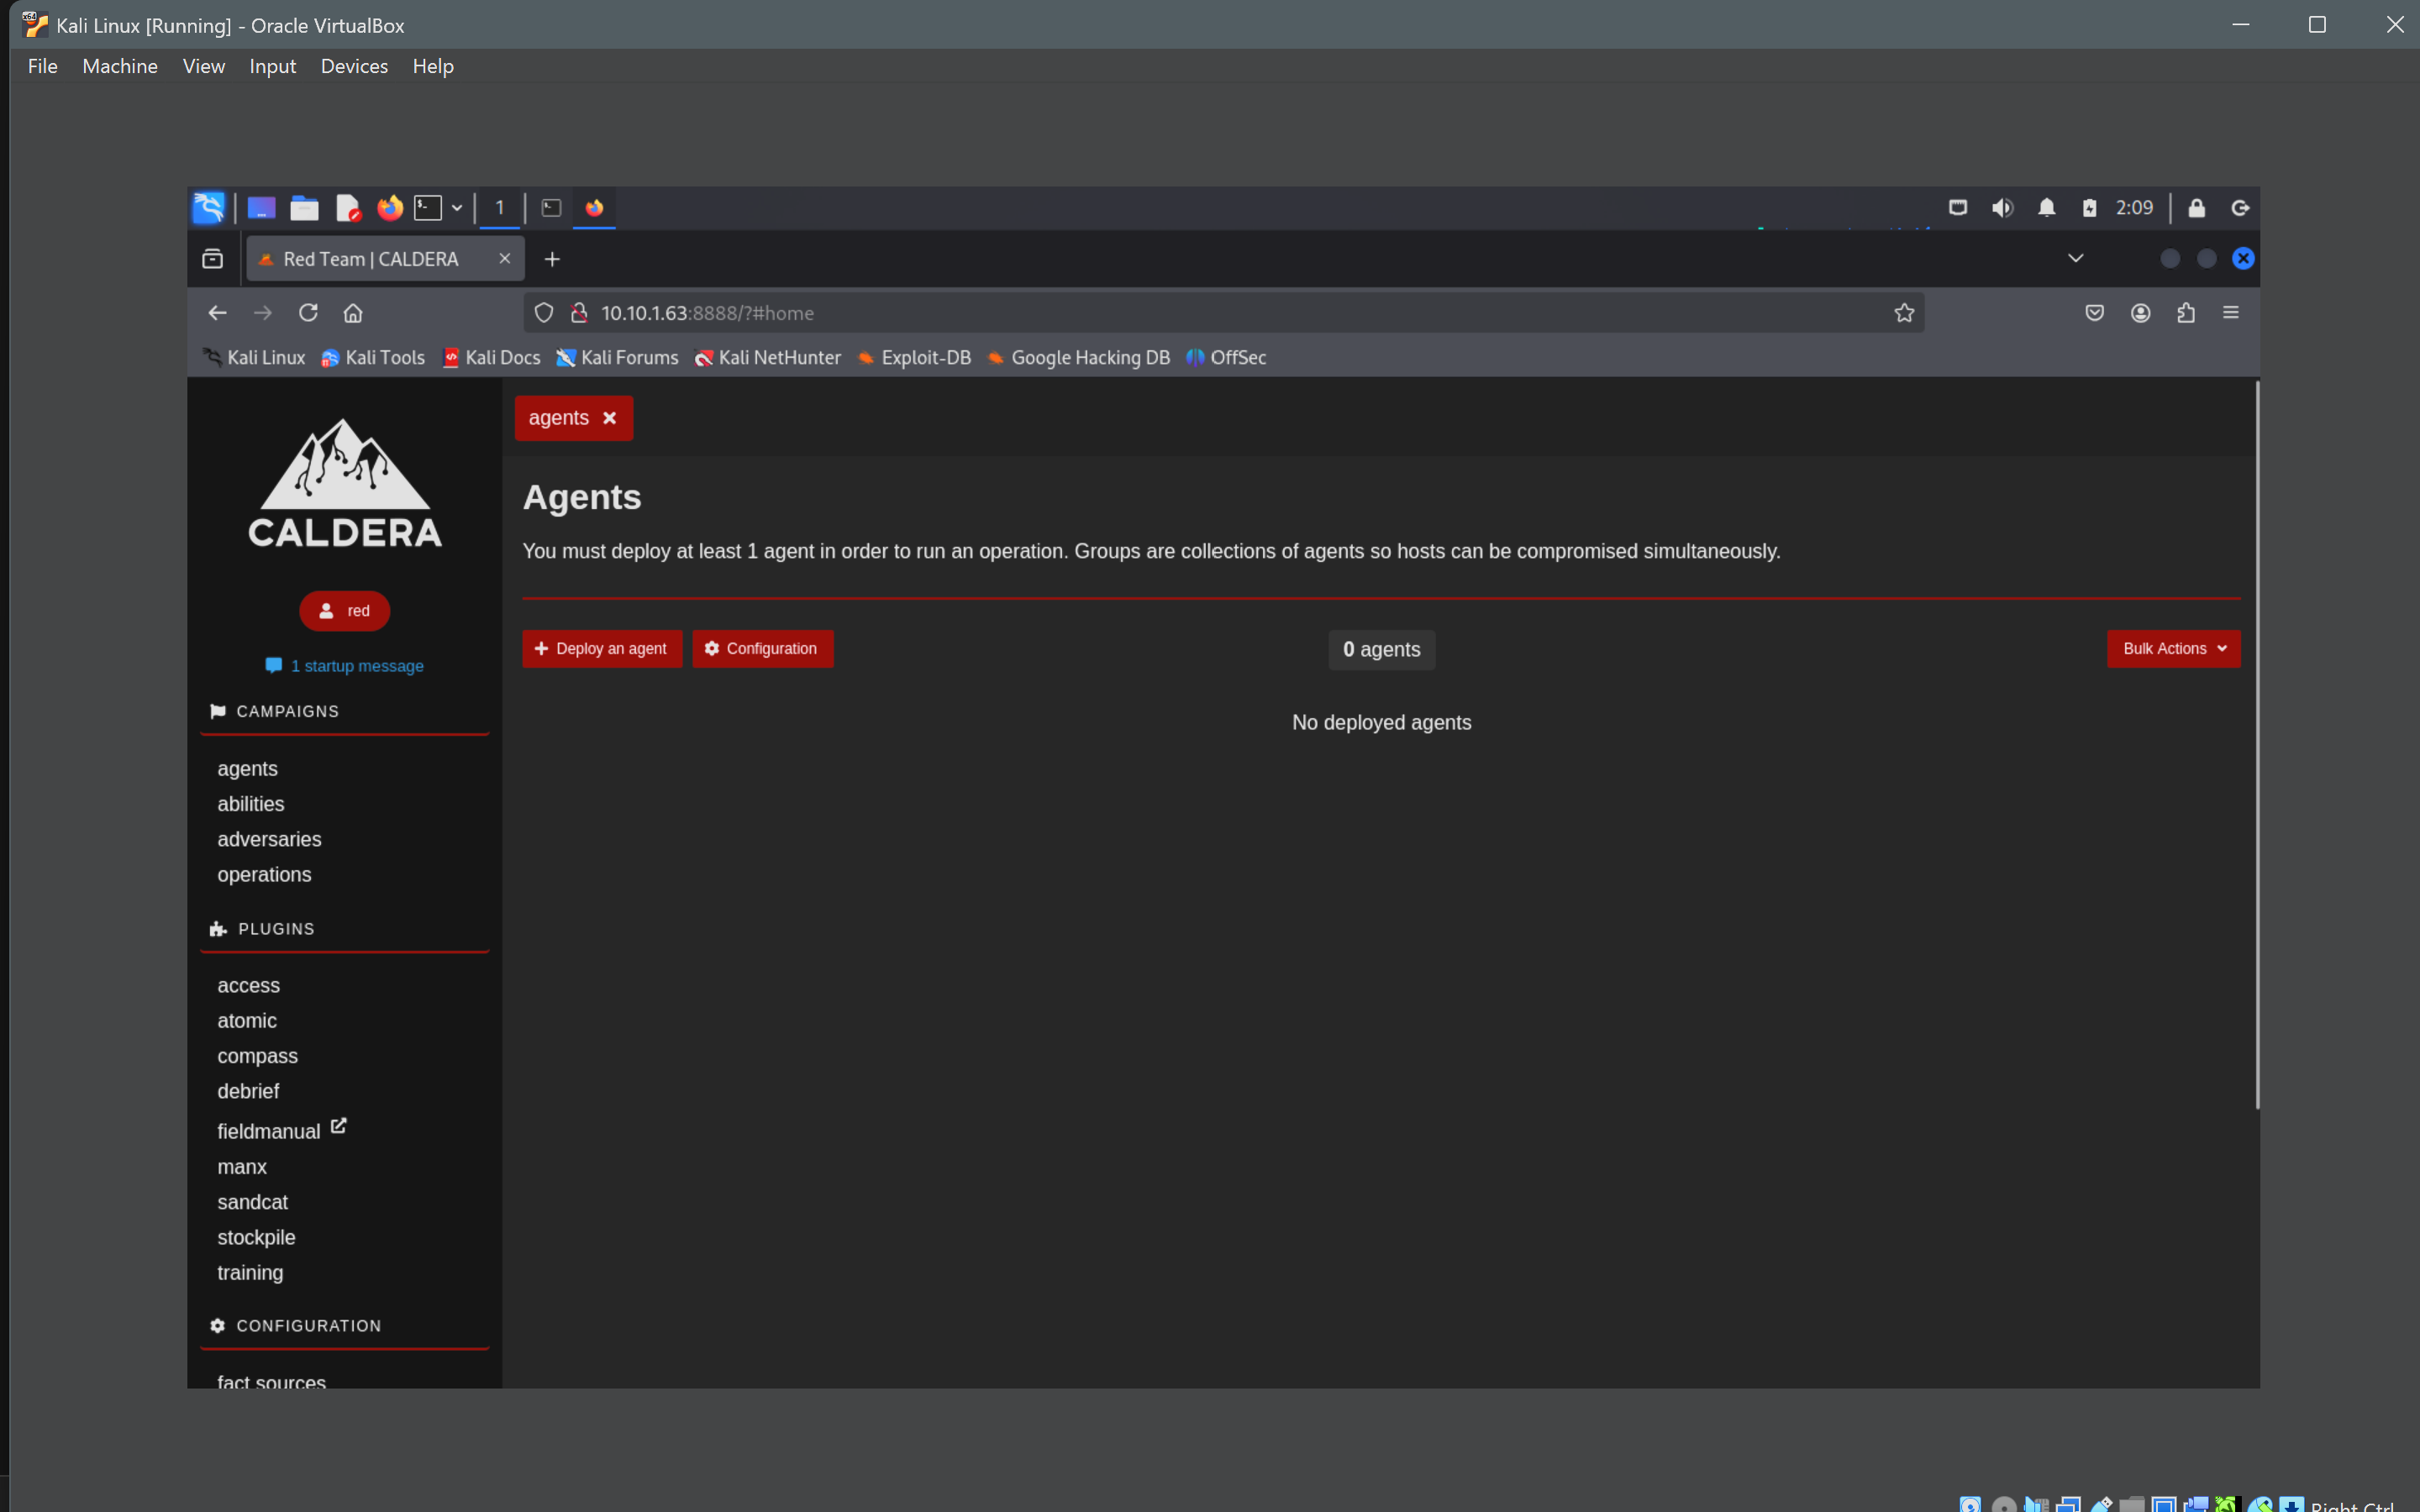 Kali Linux [Running] - Oracle VirtualBox
File Machine View Input Devices Help
1
2:09
Red Team | CALDERA
10.10.1.63:8888/?#home
Kali Linux Kali Tools Kali Docs Kali Forums Kali NetHunter Exploit-DB Google Hacking DB OffSec
CALDERA
red
1 startup message
CAMPAIGNS
agents
abilities
adversaries
operations
PLUGINS
access
atomic
compass
debrief
fieldmanual
manx
sandcat
stockpile
training
CONFIGURATION
fact sources
agents
Agents
You must deploy at least 1 agent in order to run an operation. Groups are collections of agents so hosts can be compromised simultaneously.
Deploy an agent Configuration 0 agents Bulk Actions
No deployed agents
Right Ctrl